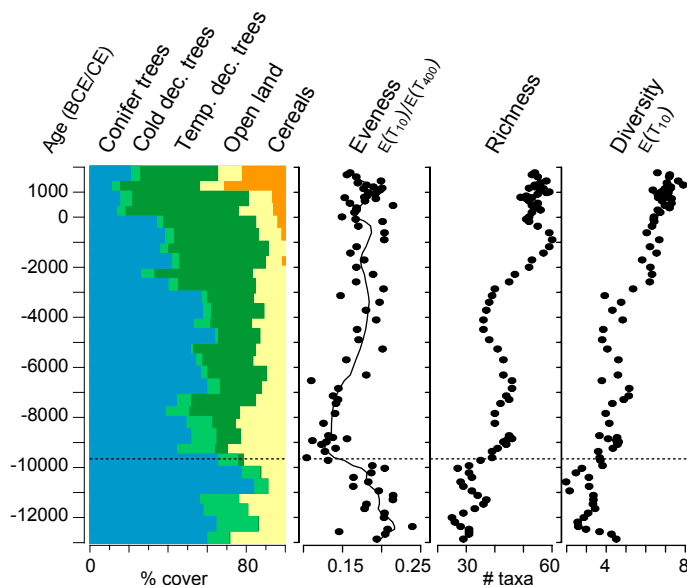 Age (BCE/CE)
Conifer trees
Cold dec. trees
Temp. dec. trees
Open land
Cereals
Eveness
E(T10)/E(T400)
Richness
Diversity
E(T10)
1000
0
-2000
-4000
-6000
-8000
-10000
-12000
0 80
% cover
0.15 0.25
30 60
# taxa
2 8